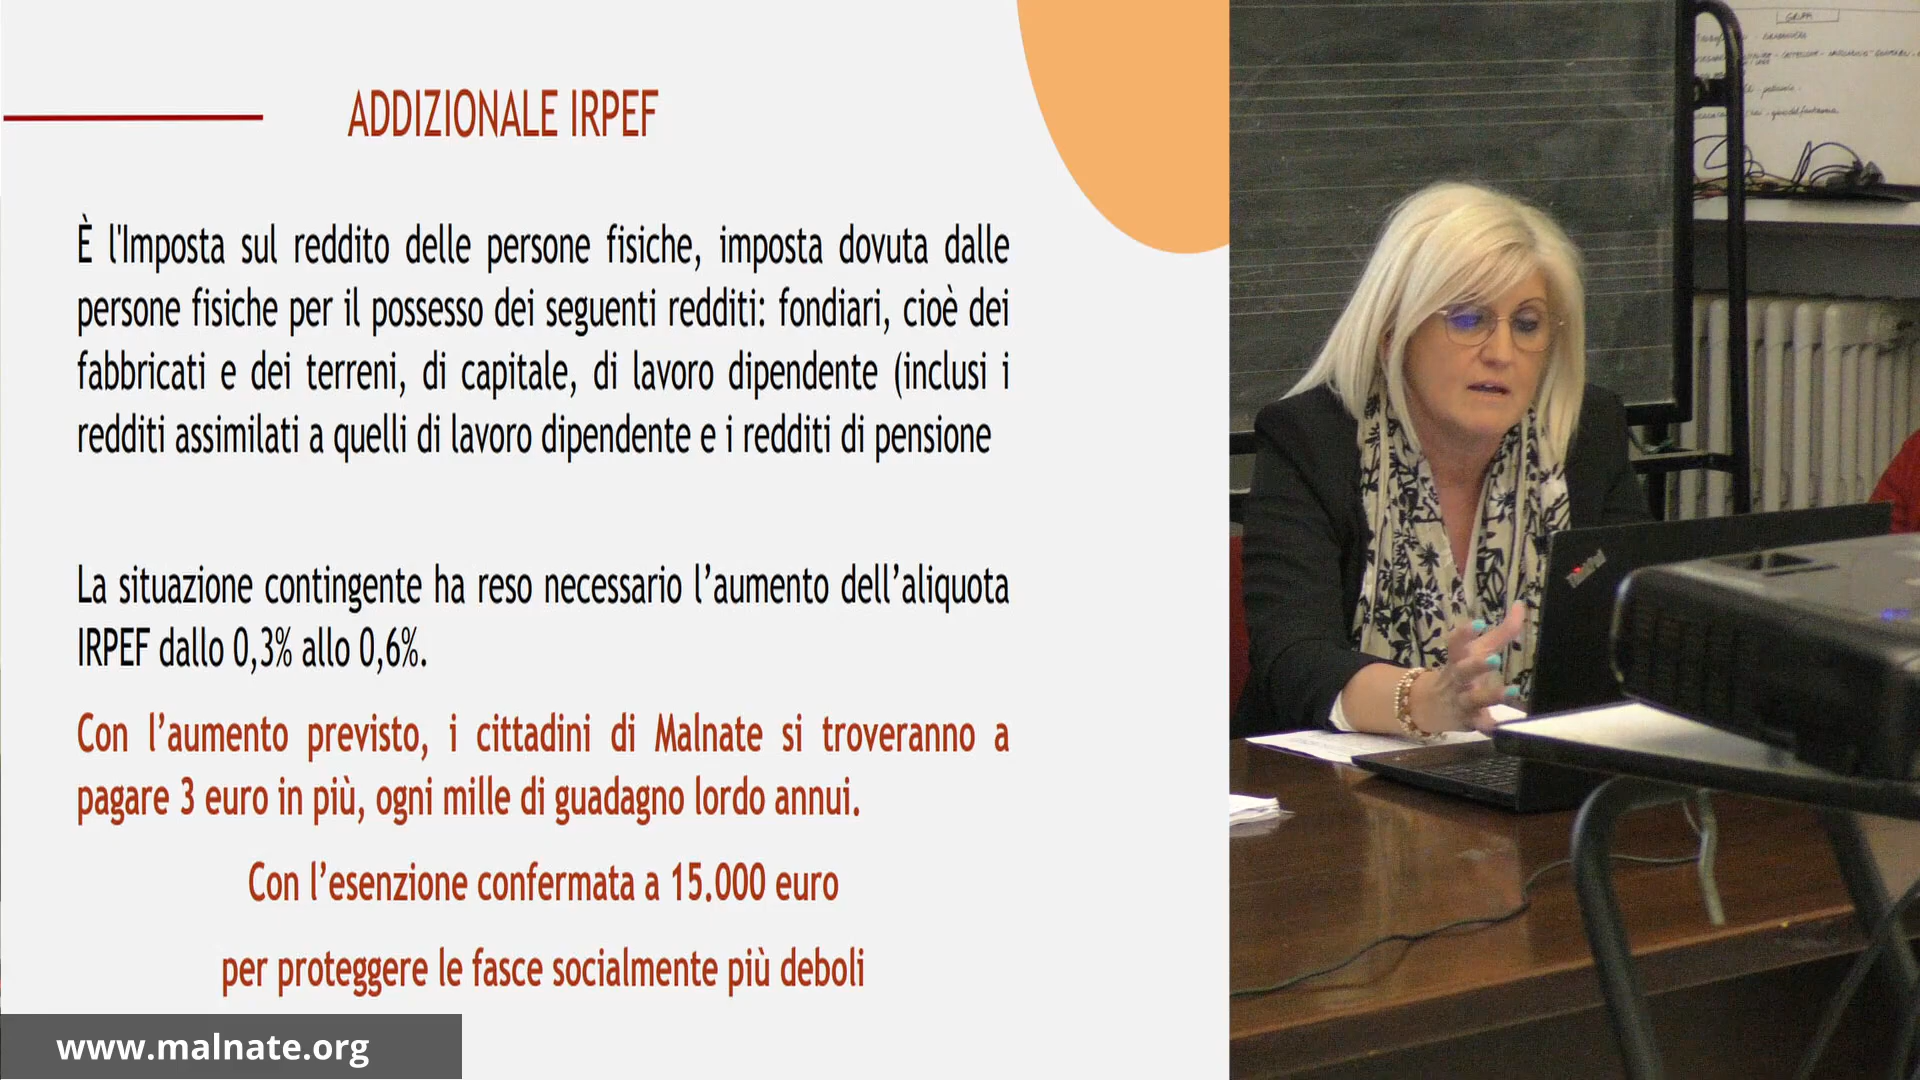 ADDIZIONALE IRPEF
È l'Imposta sul reddito delle persone fisiche, imposta dovuta dalle
persone fisiche per il possesso dei seguenti redditi: fondiari, cioè dei
fabbricati e dei terreni, di capitale, di lavoro dipendente (inclusi i
redditi assimilati a quelli di lavoro dipendente e i redditi di pensione
La situazione contingente ha reso necessario l’aumento dell’aliquota
IRPEF dallo 0,3% allo 0,6%.
Con l’aumento previsto, i cittadini di Malnate si troveranno a
pagare 3 euro in più, ogni mille di guadagno lordo annui.
Con l’esenzione confermata a 15.000 euro
per proteggere le fasce socialmente più deboli
www.malnate.org
ThinkPad